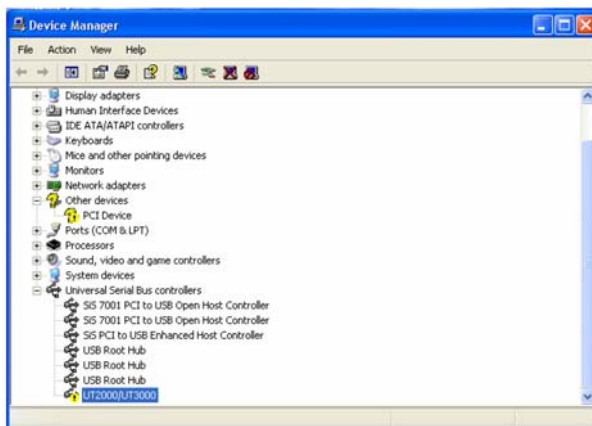 Device Manager
File Action View Help
Display adapters
Human Interface Devices
IDE ATA/ATAPI controllers
Keyboards
Mice and other pointing devices
Monitors
Network adapters
Other devices
PCI Device
Ports (COM & LPT)
Processors
Sound, video and game controllers
System devices
Universal Serial Bus controllers
SiS 7001 PCI to USB Open Host Controller
SiS 7001 PCI to USB Open Host Controller
SiS PCI to USB Enhanced Host Controller
USB Root Hub
USB Root Hub
USB Root Hub
UT2000/UT3000